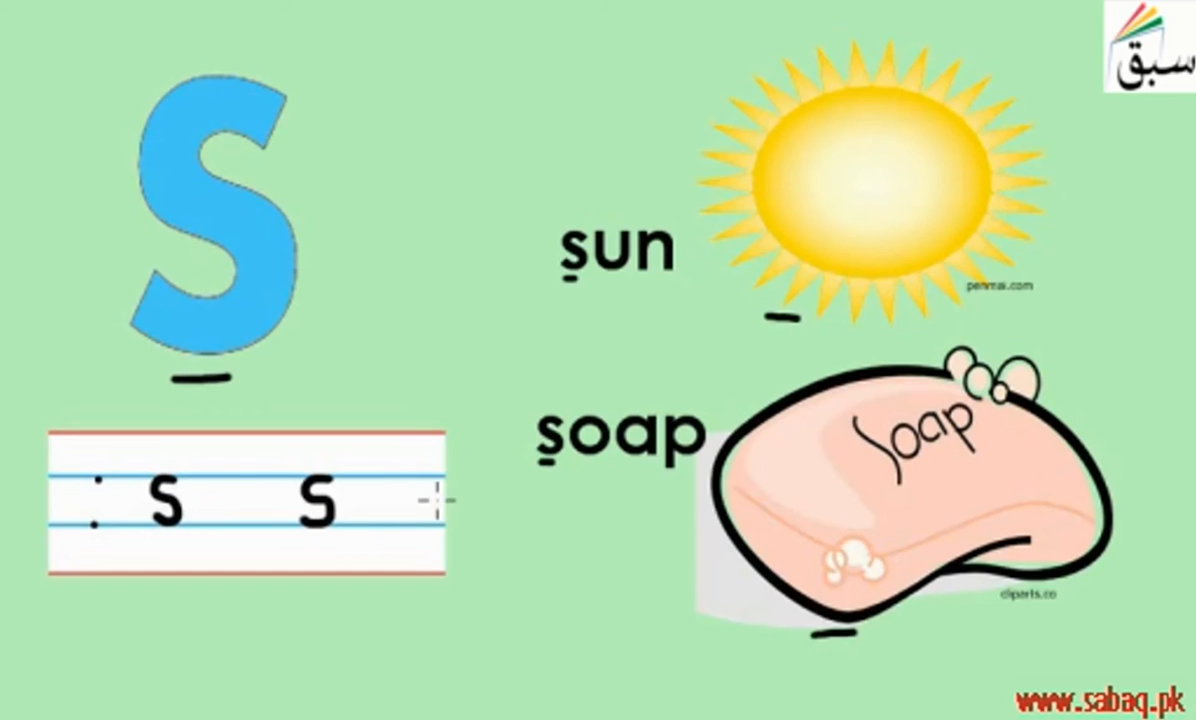 سبق
S
sun
penmai.com
soap
Soap
s s
cliparts.co
www.sabaq.pk